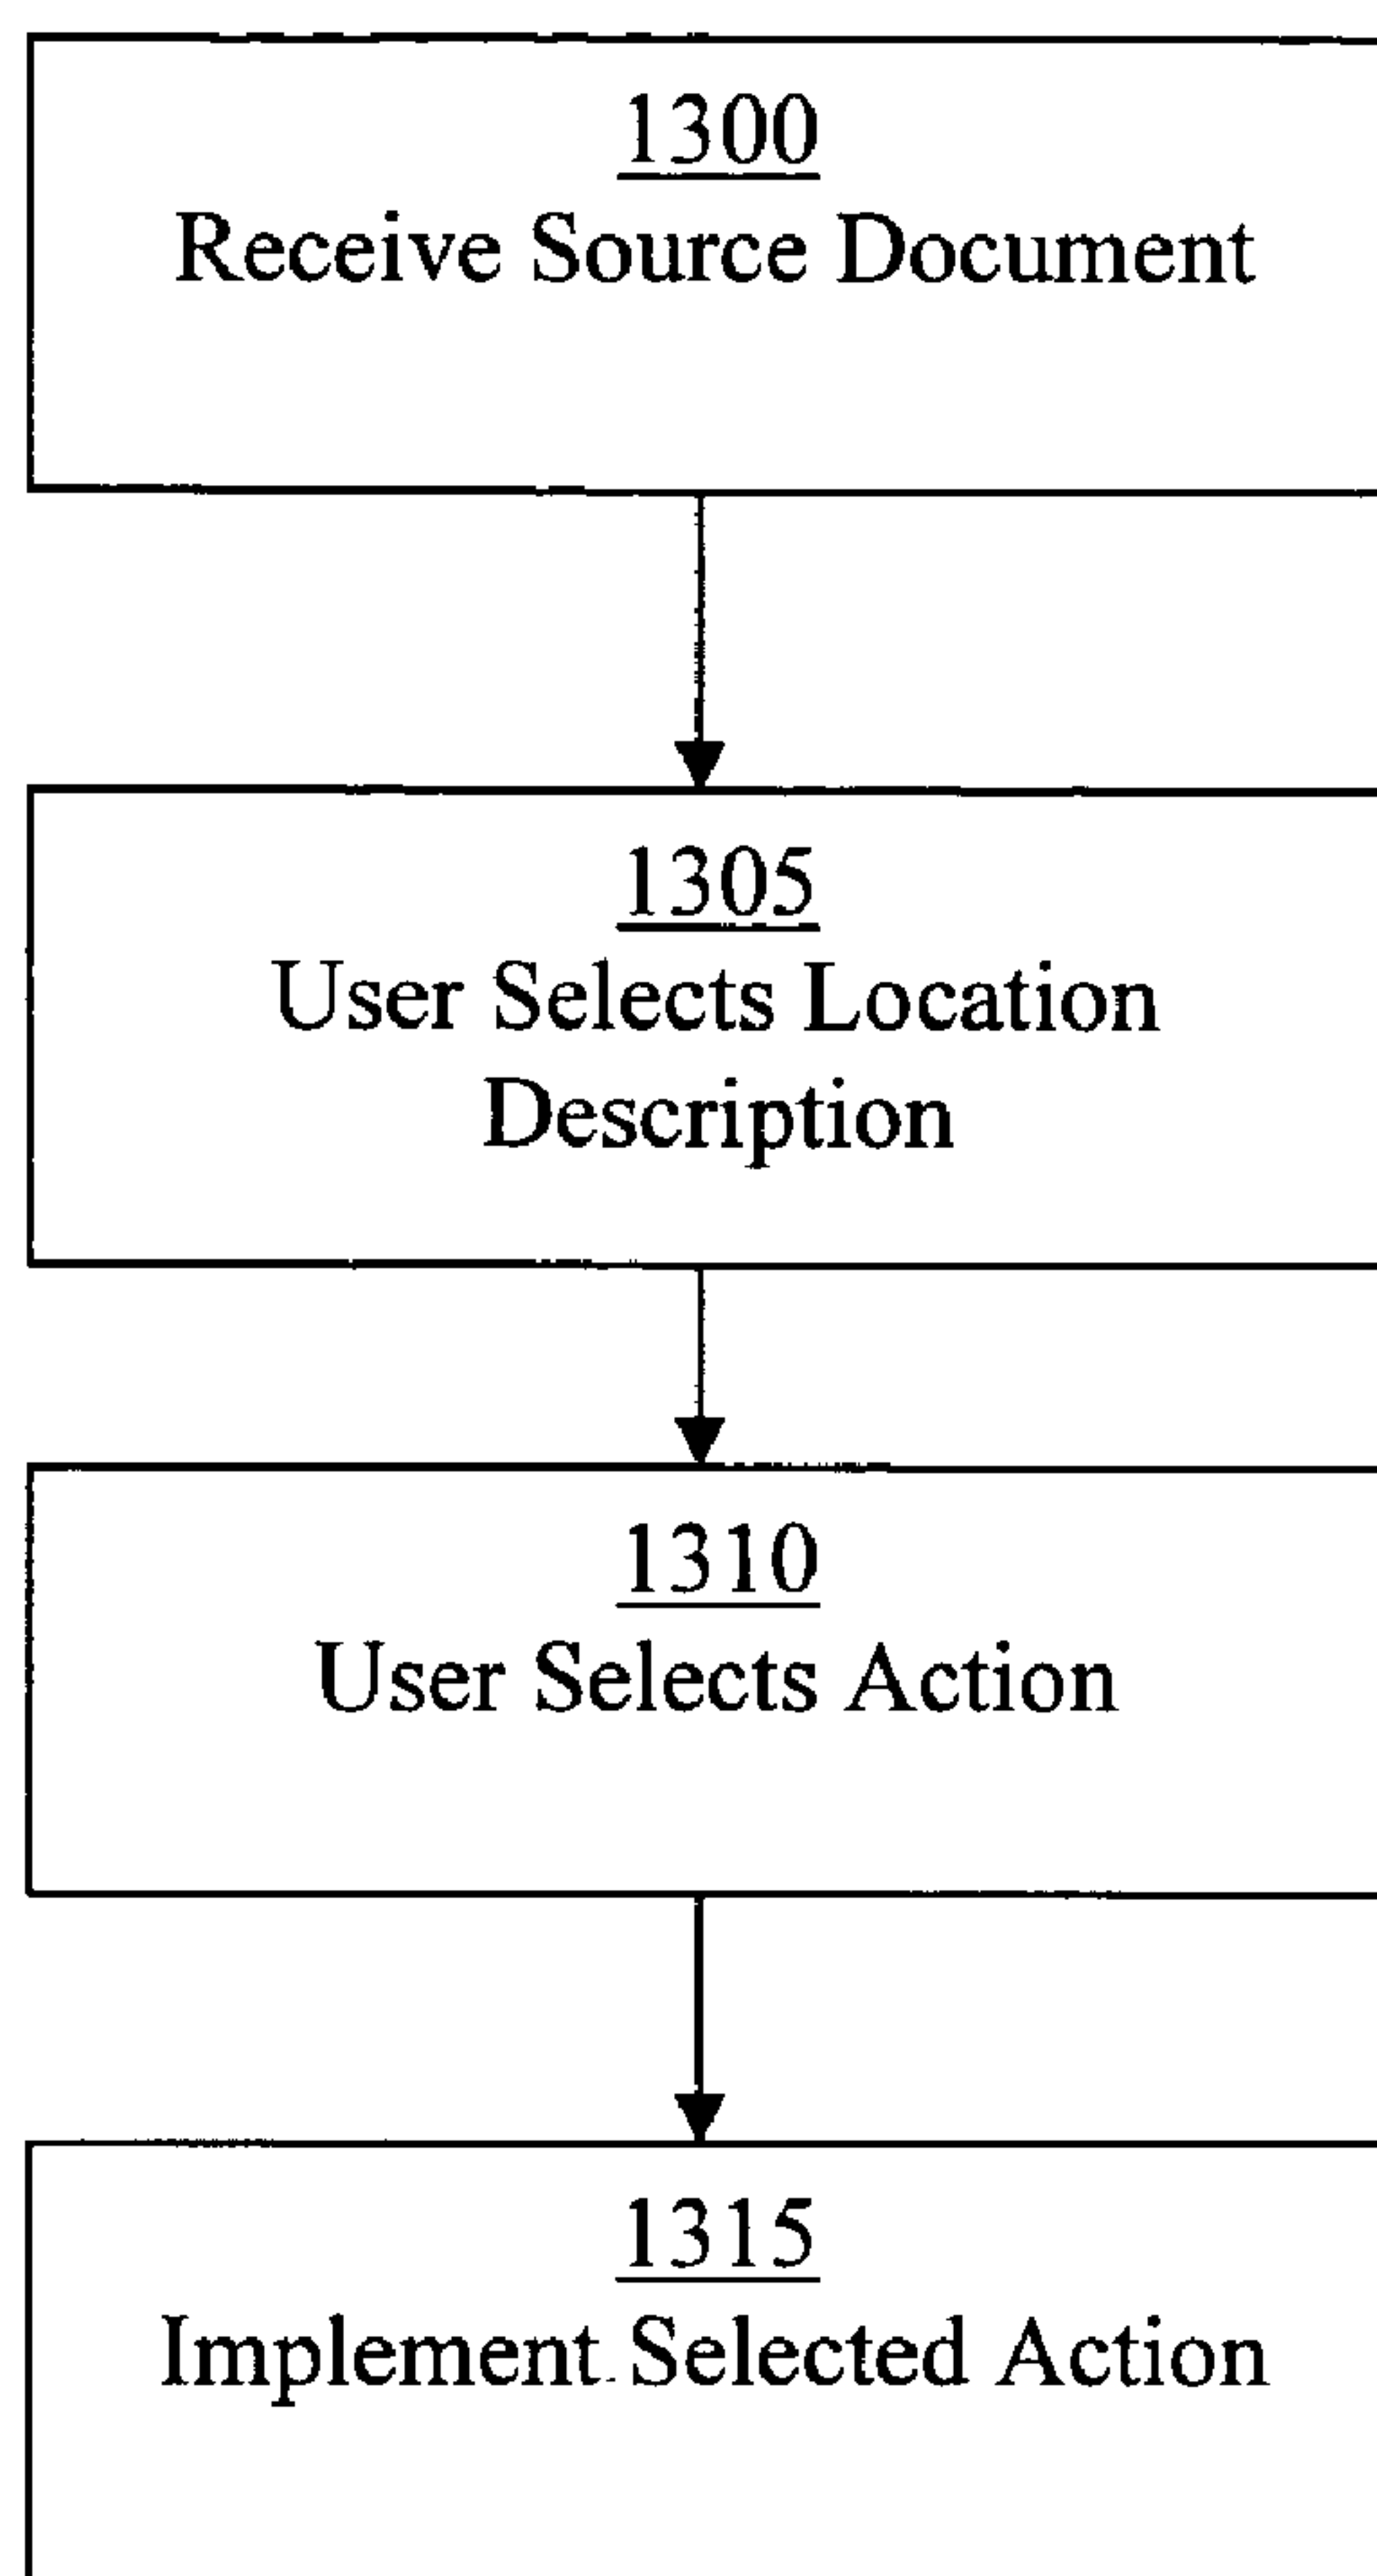 1300
Receive Source Document
1305
User Selects Location
Description
1310
User Selects Action
1315
Implement Selected Action